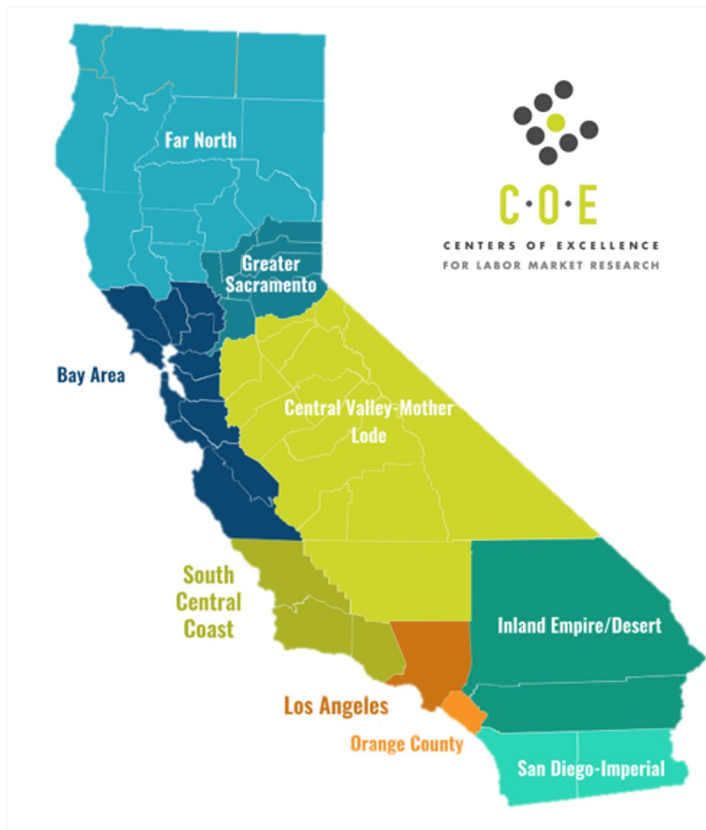 Far North
C·O·E
CENTERS OF EXCELLENCE
FOR LABOR MARKET RESEARCH
Greater
Sacramento
Bay Area
Central Valley-Mother
Lode
South
Central
Coast
Inland Empire/Desert
Los Angeles
Orange County
San Diego-Imperial